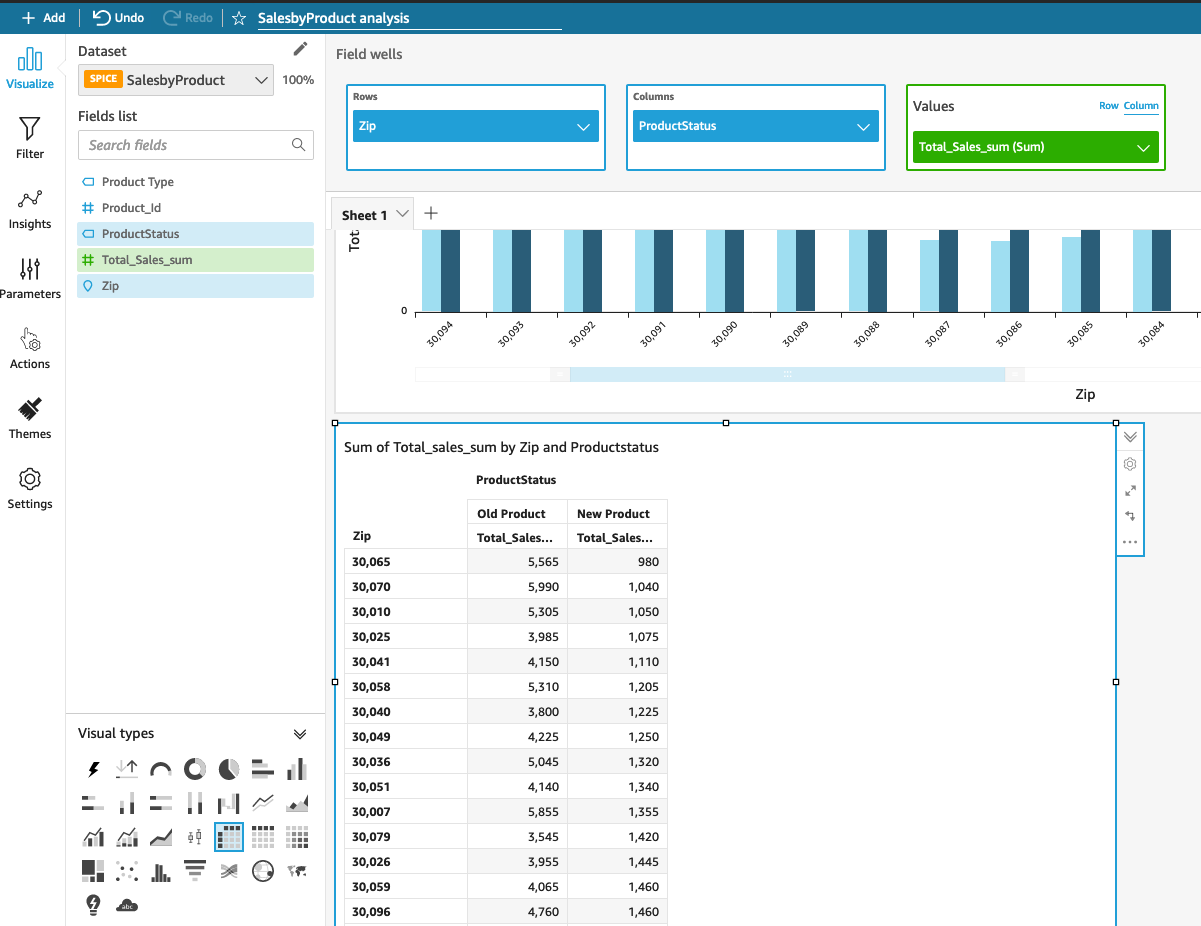 Add Undo Redo SalesbyProduct analysis
Visualize
Filter
Insights
Parameters
Actions
Themes
Settings
Dataset
SPICE SalesbyProduct 100%
Fields list
Search fields
Product Type
Product_Id
ProductStatus
Total_Sales_sum
Zip
Visual types
abc
Field wells
Rows
Zip
Columns
ProductStatus
Values Row Column
Total_Sales_sum (Sum)
Sheet 1
Tot
0
30,094 30,093 30,092 30,091 30,090 30,089 30,088 30,087 30,086 30,085 30,084
Zip
Sum of Total_sales_sum by Zip and Productstatus
ProductStatus
Old Product New Product
Zip Total_Sales... Total_Sales...
30,065 5,565 980
30,070 5,990 1,040
30,010 5,305 1,050
30,025 3,985 1,075
30,041 4,150 1,110
30,058 5,310 1,205
30,040 3,800 1,225
30,049 4,225 1,250
30,036 5,045 1,320
30,051 4,140 1,340
30,007 5,855 1,355
30,079 3,545 1,420
30,026 3,955 1,445
30,059 4,065 1,460
30,096 4,760 1,460